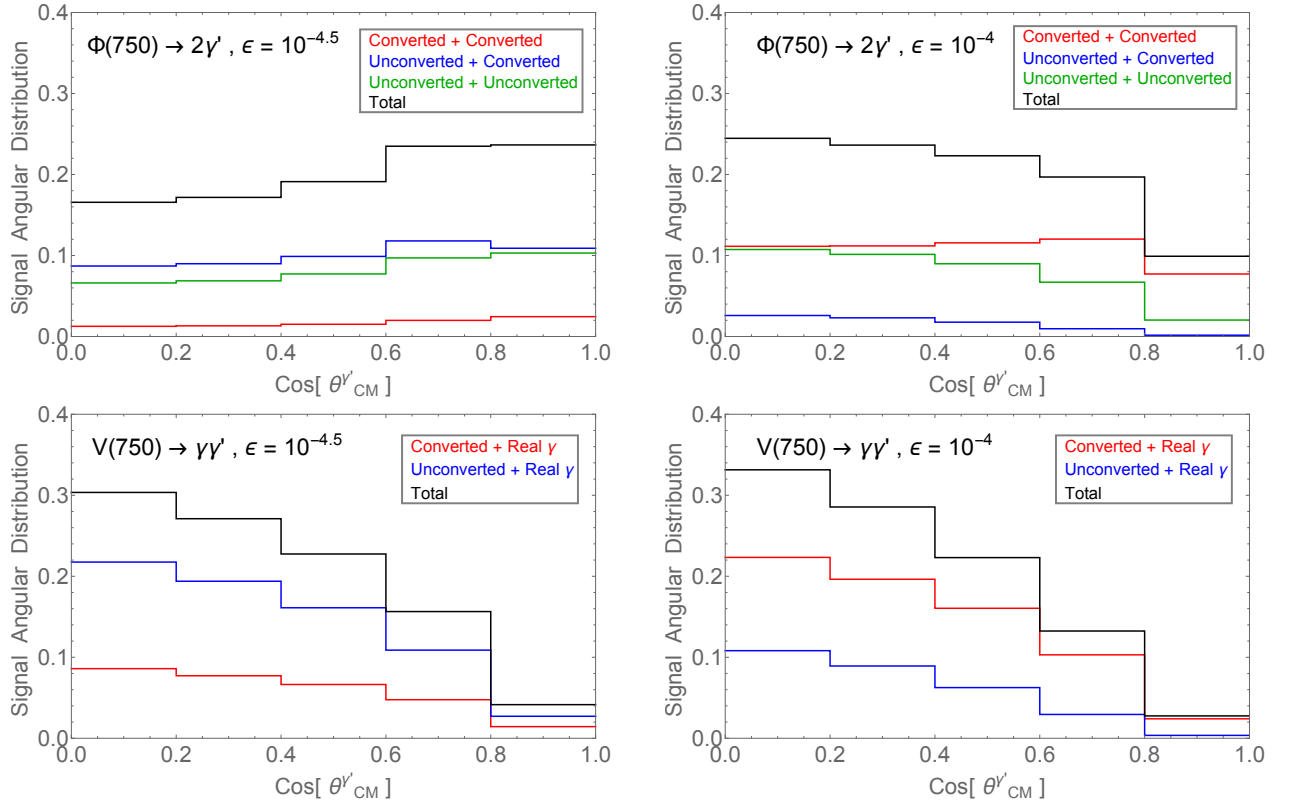 Φ(750) → 2γ' , ϵ = 10^-4.5
Converted + Converted
Unconverted + Converted
Unconverted + Unconverted
Total
Signal Angular Distribution
0.4
0.3
0.2
0.1
0.0
0.0 0.2 0.4 0.6 0.8 1.0
Cos[ θ^γ'_CM ]
Φ(750) → 2γ' , ϵ = 10^-4
Converted + Converted
Unconverted + Converted
Unconverted + Unconverted
Total
Signal Angular Distribution
0.4
0.3
0.2
0.1
0.0
0.0 0.2 0.4 0.6 0.8 1.0
Cos[ θ^γ'_CM ]
V(750) → γγ' , ϵ = 10^-4.5
Converted + Real γ
Unconverted + Real γ
Total
Signal Angular Distribution
0.4
0.3
0.2
0.1
0.0
0.0 0.2 0.4 0.6 0.8 1.0
Cos[ θ^γ'_CM ]
V(750) → γγ' , ϵ = 10^-4
Converted + Real γ
Unconverted + Real γ
Total
Signal Angular Distribution
0.4
0.3
0.2
0.1
0.0
0.0 0.2 0.4 0.6 0.8 1.0
Cos[ θ^γ'_CM ]